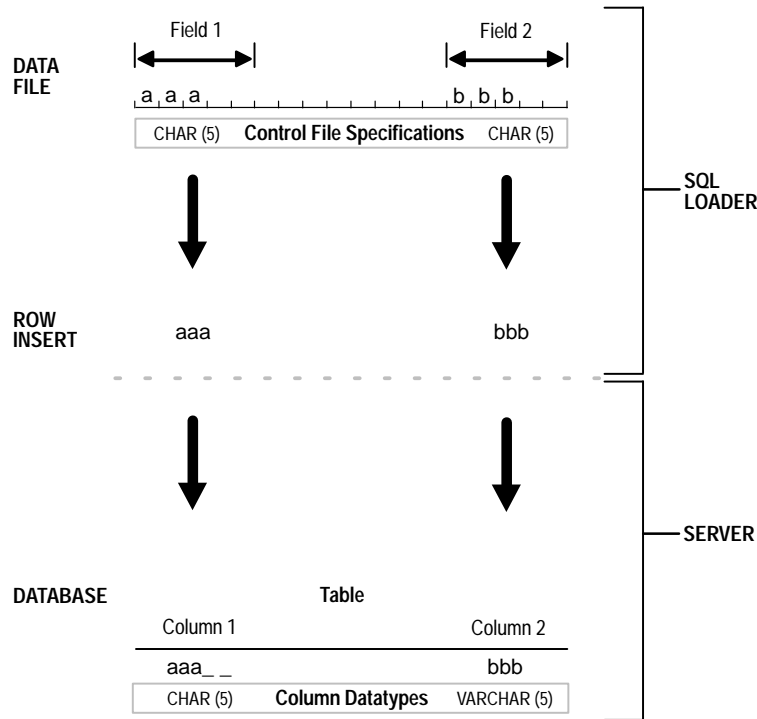 Field 1 Field 2
DATA
FILE
a a a b b b
CHAR (5) Control File Specifications CHAR (5)
SQL
LOADER
ROW
INSERT
aaa bbb
SERVER
DATABASE Table
Column 1 Column 2
aaa_ _ bbb
CHAR (5) Column Datatypes VARCHAR (5)